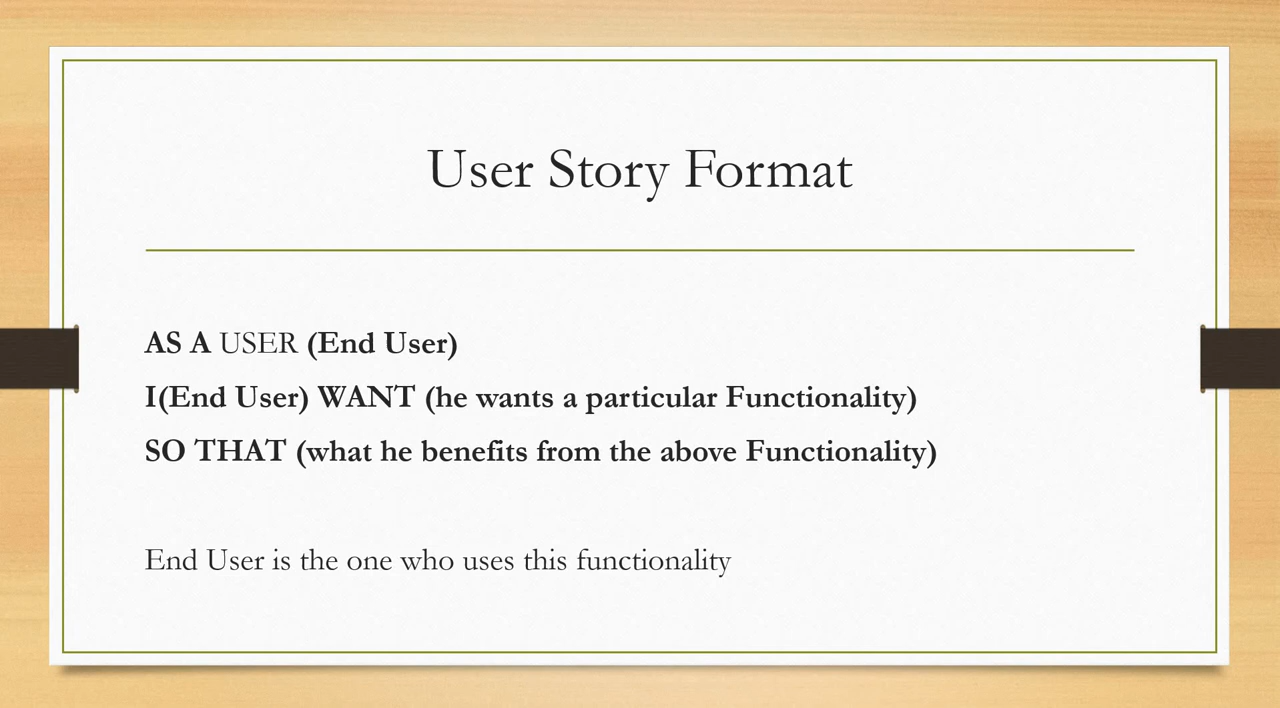 User Story Format
AS A USER (End User)
I(End User) WANT (he wants a particular Functionality)
SO THAT (what he benefits from the above Functionality)
End User is the one who uses this functionality